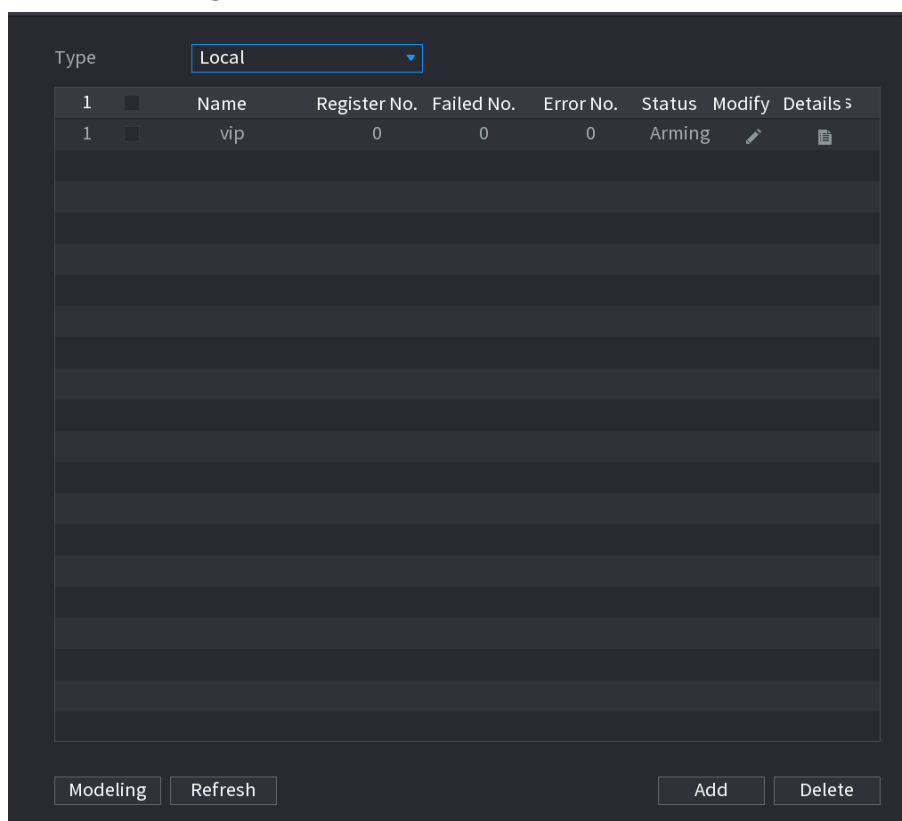 Type Local
1 Name Register No. Failed No. Error No. Status Modify Details s
1 vip 0 0 0 Arming
Modeling Refresh Add Delete